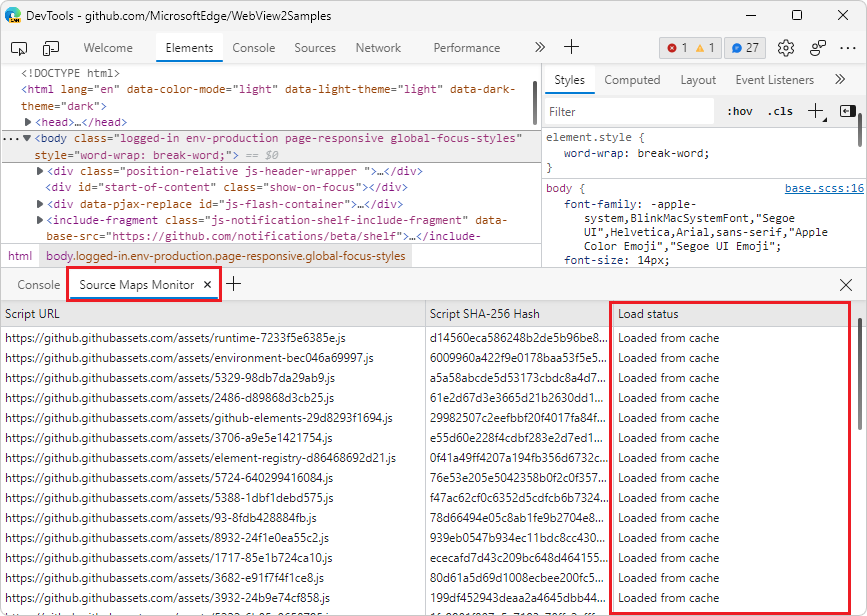 DevTools - github.com/MicrosoftEdge/WebView2Samples
Welcome Elements Console Sources Network Performance 1 1 27
<!DOCTYPE html>
<html lang="en" data-color-mode="light" data-light-theme="light" data-dark-
theme="dark">
<head>…</head>
<body class="logged-in env-production page-responsive global-focus-styles"
style="word-wrap: break-word;"> == $0
<div class="position-relative js-header-wrapper ">…</div>
<div id="start-of-content" class="show-on-focus"></div>
<div data-pjax-replace id="js-flash-container">…</div>
<include-fragment class="js-notification-shelf-include-fragment" data-
base-src="https://github.com/notifications/beta/shelf">…</include-
html body.logged-in.env-production.page-responsive.global-focus-styles
Styles Computed Layout Event Listeners
Filter :hov .cls
element.style {
word-wrap: break-word;
}
body { base.scss:16
font-family: -apple-
system,BlinkMacSystemFont,"Segoe
UI",Helvetica,Arial,sans-serif,"Apple
Color Emoji","Segoe UI Emoji";
font-size: 14px;
Console Source Maps Monitor
Script URL Script SHA-256 Hash Load status
https://github.githubassets.com/assets/runtime-7233f5e6385e.js d14560eca586248b2de5b96be8... Loaded from cache
https://github.githubassets.com/assets/environment-bec046a69997.js 6009960a422f9e0178baa53f5e5... Loaded from cache
https://github.githubassets.com/assets/5329-98db7da29ab9.js a5a58abcde5d53173cbdc8a4d7... Loaded from cache
https://github.githubassets.com/assets/2486-d89868d3cb25.js 61e2d67d3e3665d21b2630dd1... Loaded from cache
https://github.githubassets.com/assets/github-elements-29d8293f1694.js 29982507c2eefbbf20f4017fa84f... Loaded from cache
https://github.githubassets.com/assets/3706-a9e5e1421754.js e55d60e228f4cdbf283e2d7ed1... Loaded from cache
https://github.githubassets.com/assets/element-registry-d86468692d21.js 0f41a49ff4207a194fb356d6732c... Loaded from cache
https://github.githubassets.com/assets/5724-640299416084.js 76e53e205e5042358b0f2c0f357... Loaded from cache
https://github.githubassets.com/assets/5388-1dbf1debd575.js f47ac62cf0c6352d5cdfcb6b7324... Loaded from cache
https://github.githubassets.com/assets/93-8fdb428884fb.js 78d66494e05c8ab1fe9b2704e8... Loaded from cache
https://github.githubassets.com/assets/8932-24f1e0ea55c2.js 939eb0547b934ec11bdc8cc430... Loaded from cache
https://github.githubassets.com/assets/1717-85e1b724ca10.js ececafd7d43c209bc648d464155... Loaded from cache
https://github.githubassets.com/assets/3682-e91f7f4f1ce8.js 80d61a5d69d1008ecbee200fc5... Loaded from cache
https://github.githubassets.com/assets/3932-24b9e74cf858.js 199df452943deaa2a4645dbb44... Loaded from cache